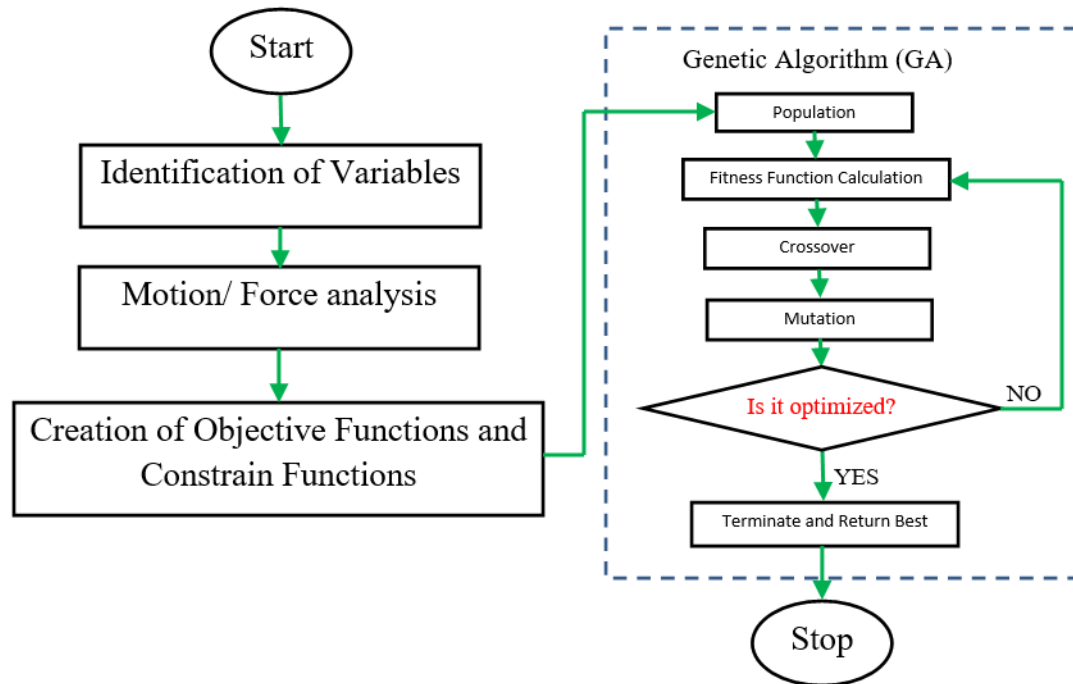 Start
Identification of Variables
Motion/ Force analysis
Creation of Objective Functions and
Constrain Functions
Genetic Algorithm (GA)
Population
Fitness Function Calculation
Crossover
Mutation
Is it optimized?
NO
YES
Terminate and Return Best
Stop